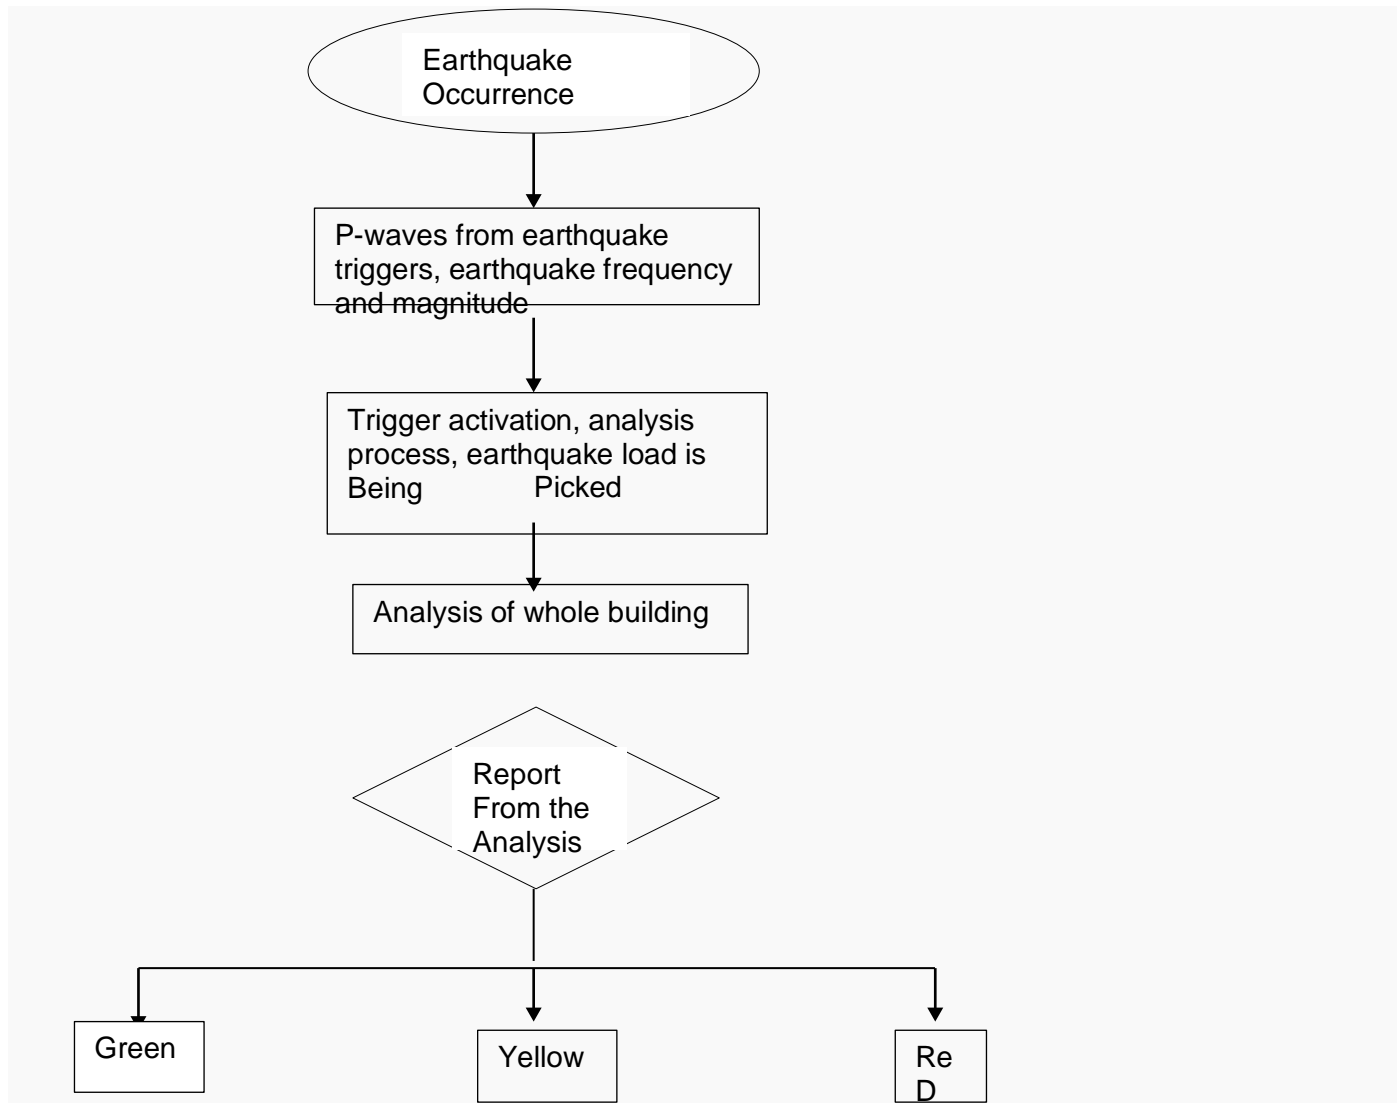 Earthquake
Occurrence
P-waves from earthquake
triggers, earthquake frequency
and magnitude
Trigger activation, analysis
process, earthquake load is
Being Picked
Analysis of whole building
Report
From the
Analysis
Green
Yellow
Re
D